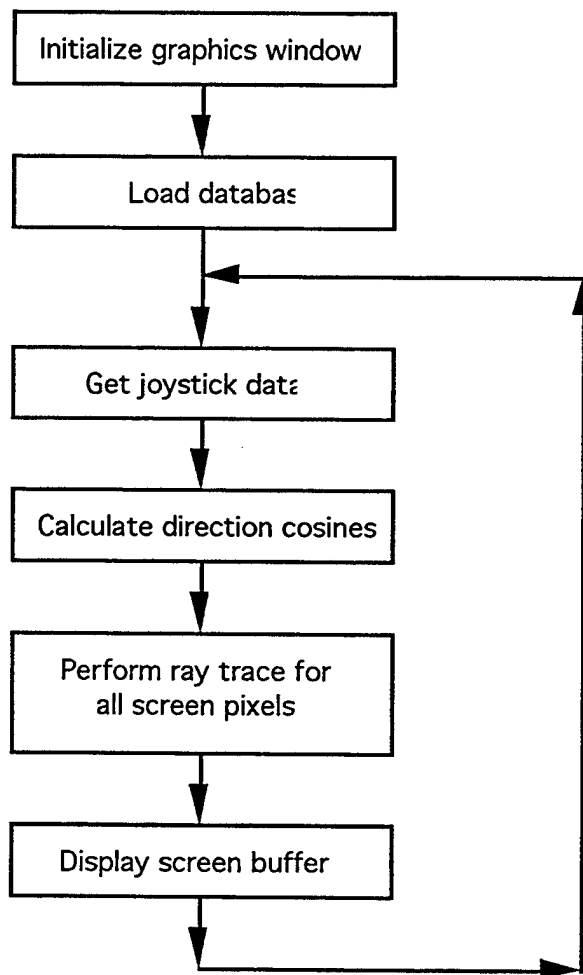 Initialize graphics window
Load databas
Get joystick data
Calculate direction cosines
Perform ray trace for
all screen pixels
Display screen buffer